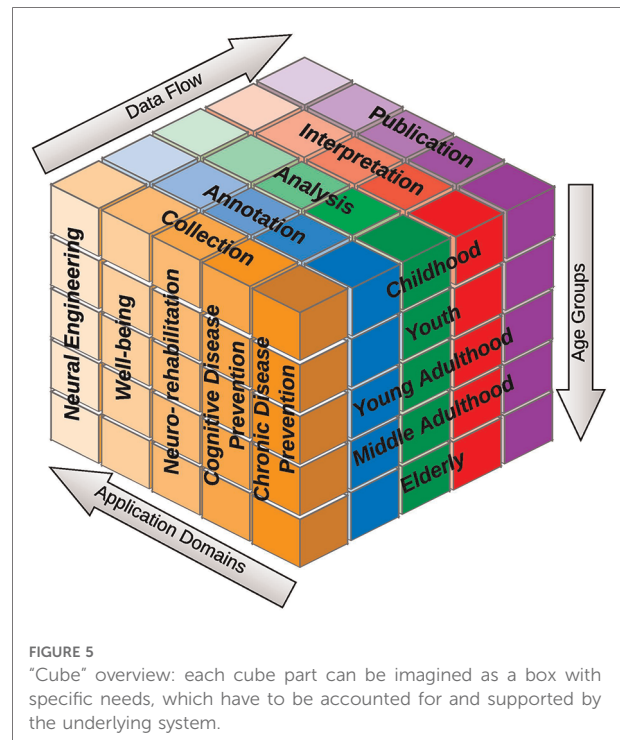 Data Flow
Publication
Interpretation
Analysis
Annotation
Collection
Neural Engineering
Well-being
Neuro- rehabilitation
Cognitive Disease
Prevention
Chronic Disease
Prevention
Childhood
Youth
Young Adulthood
Middle Adulthood
Elderly
Age Groups
Application Domains
FIGURE 5
"Cube" overview: each cube part can be imagined as a box with
specific needs, which have to be accounted for and supported by
the underlying system.